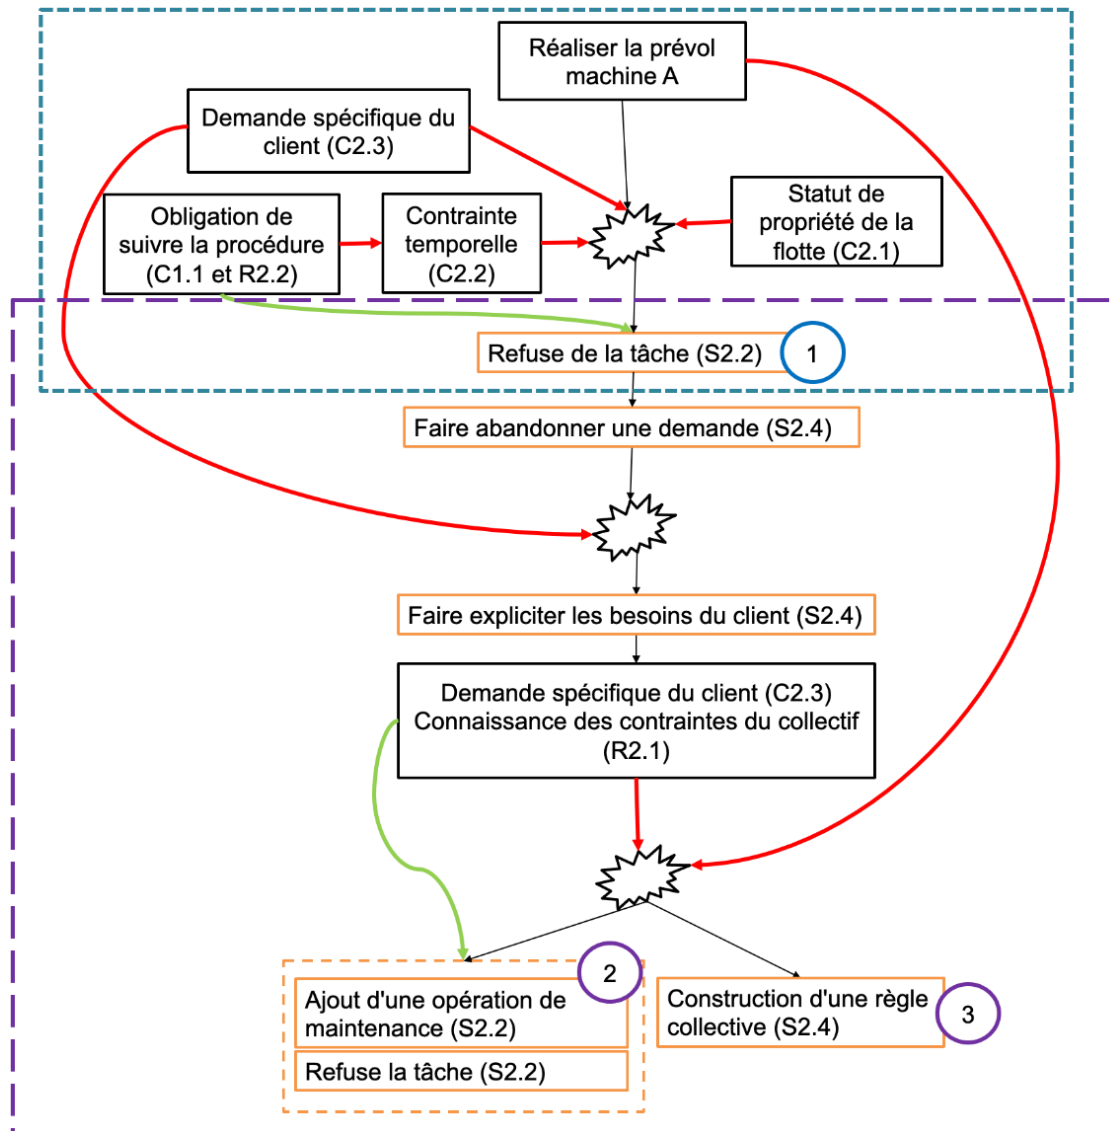 Réaliser la prévol
machine A
Demande spécifique du
client (C2.3)
Obligation de
suivre la procédure
(C1.1 et R2.2)
Contrainte
temporelle
(C2.2)
Statut de
propriété de la
flotte (C2.1)
Refuse de la tâche (S2.2)
1
Faire abandonner une demande (S2.4)
Faire expliciter les besoins du client (S2.4)
Demande spécifique du client (C2.3)
Connaissance des contraintes du collectif
(R2.1)
2
Ajout d'une opération de
maintenance (S2.2)
Refuse la tâche (S2.2)
Construction d'une règle
collective (S2.4)
3